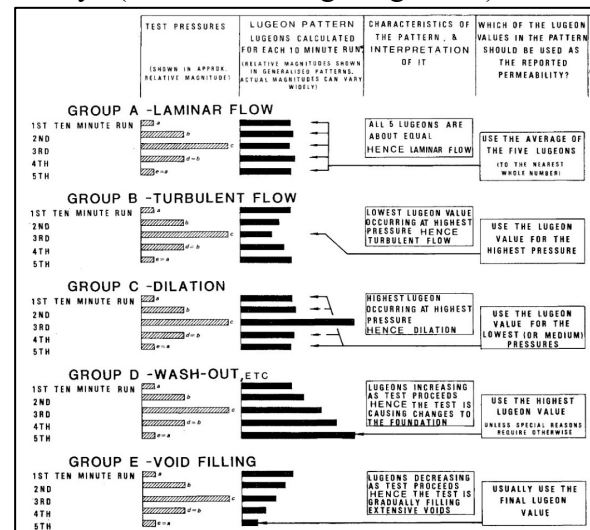 TEST PRESSURES
(SHOWN IN APPROX.
RELATIVE MAGNITUDE)
LUGEON PATTERN
LUGEONS CALCULATED
FOR EACH 10 MINUTE RUN
(RELATIVE MAGNITUDES SHOWN
IN GENERALISED PATTERNS.
ACTUAL MAGNITUDES CAN VARY
WIDELY)
CHARACTERISTICS OF
THE PATTERN, &
INTERPRETATION
OF IT
WHICH OF THE LUGEON
VALUES IN THE PATTERN
SHOULD BE USED AS
THE REPORTED
PERMEABILITY?
GROUP A -LAMINAR FLOW
1ST TEN MINUTE RUN a
2ND b
3RD c
4TH d=b
5TH e=a
ALL 5 LUGEONS ARE
ABOUT EQUAL
HENCE LAMINAR FLOW
USE THE AVERAGE OF
THE FIVE LUGEONS
(TO THE NEAREST
WHOLE NUMBER)
GROUP B -TURBULENT FLOW
1ST TEN MINUTE RUN a
2ND b
3RD c
4TH d=b
5TH e=a
LOWEST LUGEON VALUE
OCCURRING AT HIGHEST
PRESSURE HENCE
TURBULENT FLOW
USE THE LUGEON
VALUE FOR THE
HIGHEST PRESSURE
GROUP C -DILATION
1ST TEN MINUTE RUN a
2ND b
3RD c
4TH d=b
5TH e=a
HIGHEST LUGEON
OCCURRING AT HIGHEST
PRESSURE
HENCE DILATION
USE THE LUGEON
VALUE FOR THE
LOWEST (OR MEDIUM)
PRESSURES
GROUP D -WASH-OUT, ETC
1ST TEN MINUTE RUN a
2ND b
3RD c
4TH d=b
5TH e=a
LUGEONS INCREASING
AS TEST PROCEEDS
HENCE THE TEST IS
CAUSING CHANGES TO
THE FOUNDATION
USE THE HIGHEST
LUGEON VALUE
UNLESS SPECIAL REASONS
REQUIRE OTHERWISE
GROUP E -VOID FILLING
1ST TEN MINUTE RUN a
2ND b
3RD c
4TH d=b
5TH e=a
LUGEONS DECREASING
AS TEST PROCEEDS
HENCE THE TEST IS
GRADUALLY FILLING
EXTENSIVE VOIDS
USUALLY USE THE
FINAL LUGEON
VALUE